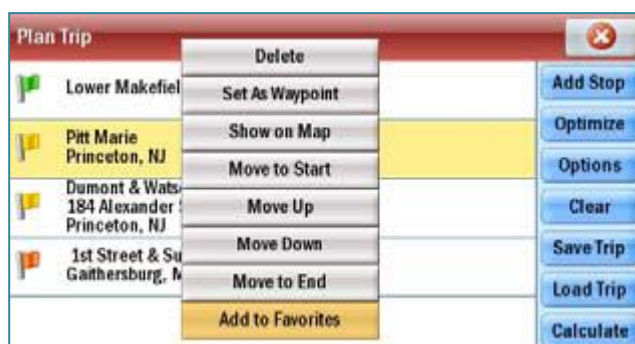 Plan Trip
Lower Makefiel
Pitt Marie
Princeton, NJ
Dumont & Wats
184 Alexander
Princeton, NJ
1st Street & Su
Gaithersburg, M
Delete
Set As Waypoint
Show on Map
Move to Start
Move Up
Move Down
Move to End
Add to Favorites
Add Stop
Optimize
Options
Clear
Save Trip
Load Trip
Calculate